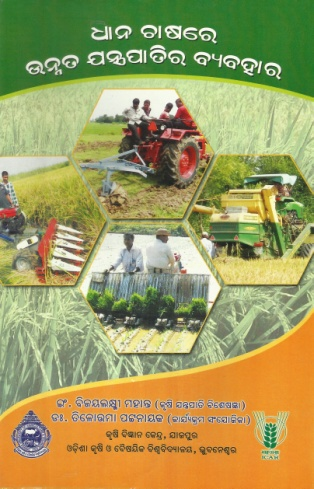 ଧାନ ଚାଷରେ
ଉନ୍ନତ ଯନ୍ତ୍ରପାତିର ବ୍ୟବହାର
ଇଂ. ବିଜୟଲକ୍ଷ୍ମୀ ମହାନ୍ତ (କୃଷି ଯନ୍ତ୍ରପାତି ବିଶେଷଜ୍ଞା)
ଡଃ. ତିଳୋତ୍ତମା ପଟ୍ଟନାୟକ (କାର୍ଯ୍ୟକ୍ରମ ସଂଯୋଜିକା)
କୃଷି ବିଜ୍ଞାନ କେନ୍ଦ୍ର, ଯାଜପୁର
ଓଡ଼ିଶା କୃଷି ଓ ବୈଷୟିକ ବିଶ୍ୱବିଦ୍ୟାଳୟ, ଭୁବନେଶ୍ୱର